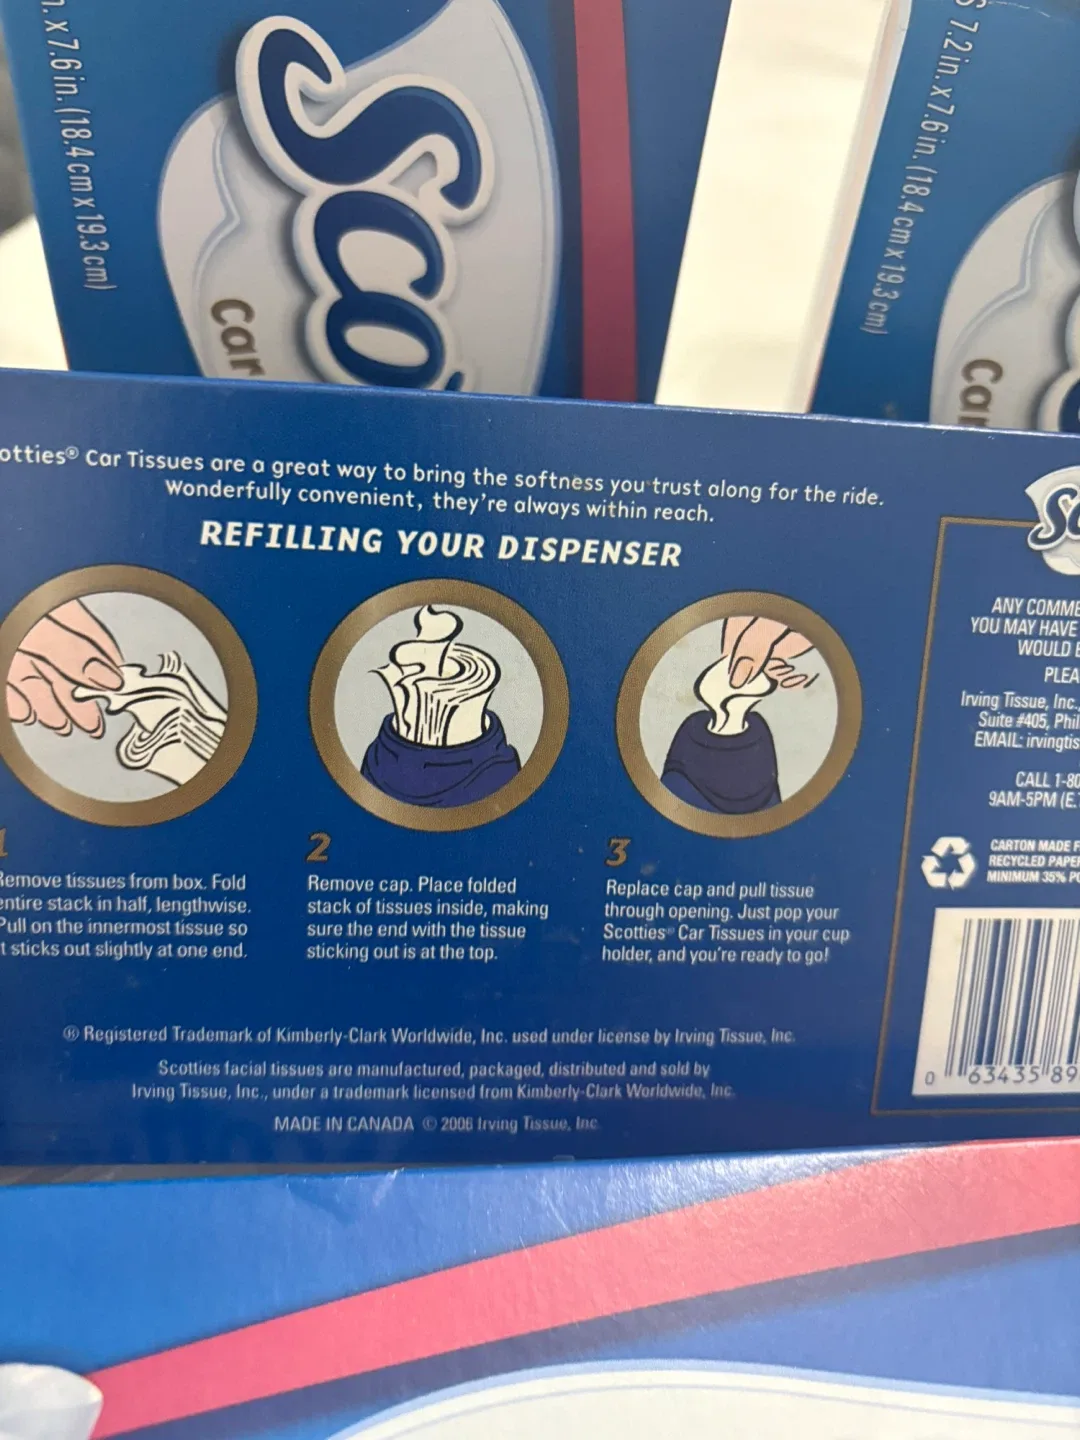 x 7.6 in. (18.4 cm x 19.3 cm)
Sco
car
7.2 in. x 7.6 in. (18.4 cm x 19.3 cm)
car
otties® Car Tissues are a great way to bring the softness you trust along for the ride.
Wonderfully convenient, they're always within reach.
REFILLING YOUR DISPENSER
1
Remove tissues from box. Fold
entire stack in half, lengthwise.
Pull on the innermost tissue so
t sticks out slightly at one end.
2
Remove cap. Place folded
stack of tissues inside, making
sure the end with the tissue
sticking out is at the top.
3
Replace cap and pull tissue
through opening. Just pop your
Scotties® Car Tissues in your cup
holder, and you're ready to go!
® Registered Trademark of Kimberly-Clark Worldwide, Inc. used under license by Irving Tissue, Inc.
Scotties facial tissues are manufactured, packaged, distributed and sold by
Irving Tissue, Inc., under a trademark licensed from Kimberly-Clark Worldwide, Inc.
MADE IN CANADA © 2006 Irving Tissue, Inc.
Sc
ANY COMME
YOU MAY HAVE
WOULD B
PLEA
Irving Tissue, Inc.,
Suite #405, Phil
EMAIL: irvingtis
CALL 1-80
9AM-5PM (E.
CARTON MADE F
RECYCLED PAPE
MINIMUM 35% PO
0 63435 89